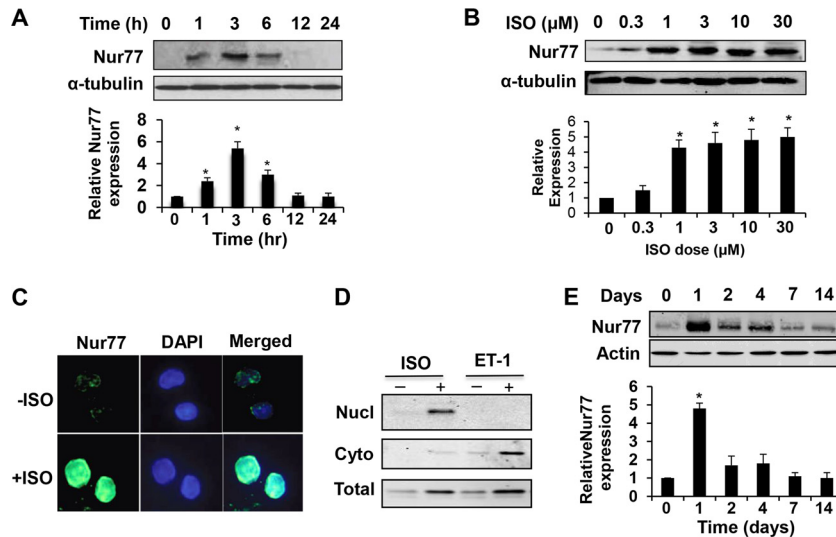 A
Time (h) 0 1 3 6 12 24
Nur77
α-tubulin
Relative Nur77
expression
8
6
4
2
0
0 1 3 6 12 24
* * *
Time (hr)
B
ISO (µM) 0 0.3 1 3 10 30
Nur77
α-tubulin
Relative
Expression
6
5
4
3
2
1
0
* * * *
0 0.3 1 3 10 30
ISO dose (µM)
C
Nur77 DAPI Merged
-ISO
+ISO
D
ISO ET-1
– + – +
Nucl
Cyto
Total
E
Days 0 1 2 4 7 14
Nur77
Actin
RelativeNur77
expression
6
4
2
0
*
0 1 2 4 7 14
Time (days)